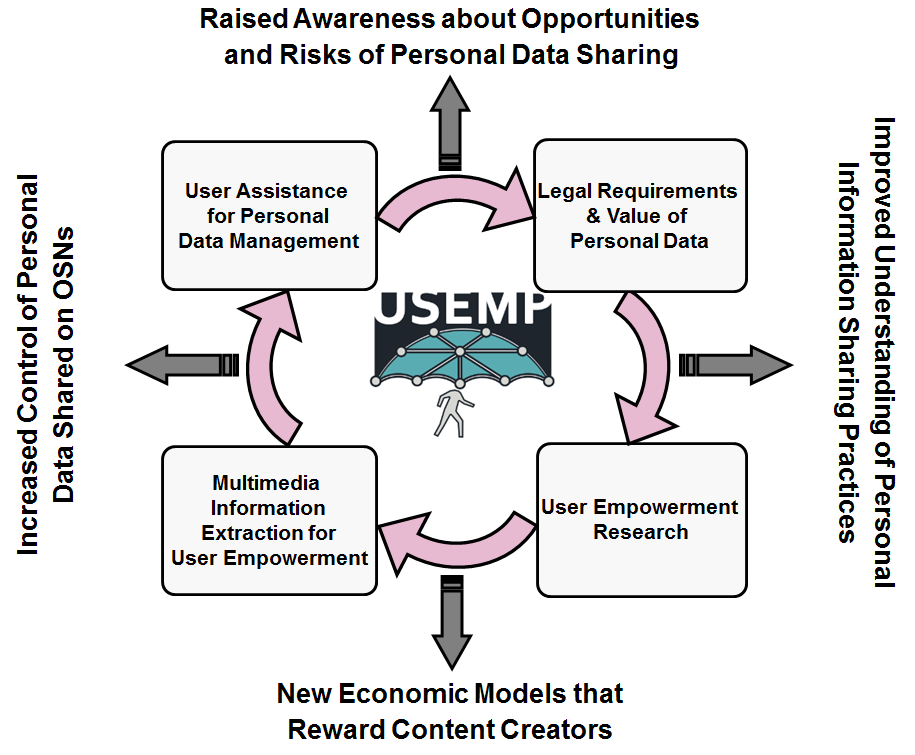 Raised Awareness about Opportunities
and Risks of Personal Data Sharing
User Assistance
for Personal
Data Management
Legal Requirements
& Value of
Personal Data
Increased Control of Personal
Data Shared on OSNs
USEMP
Improved Understanding of Personal
Information Sharing Practices
Multimedia
Information
Extraction for
User Empowerment
User Empowerment
Research
New Economic Models that
Reward Content Creators